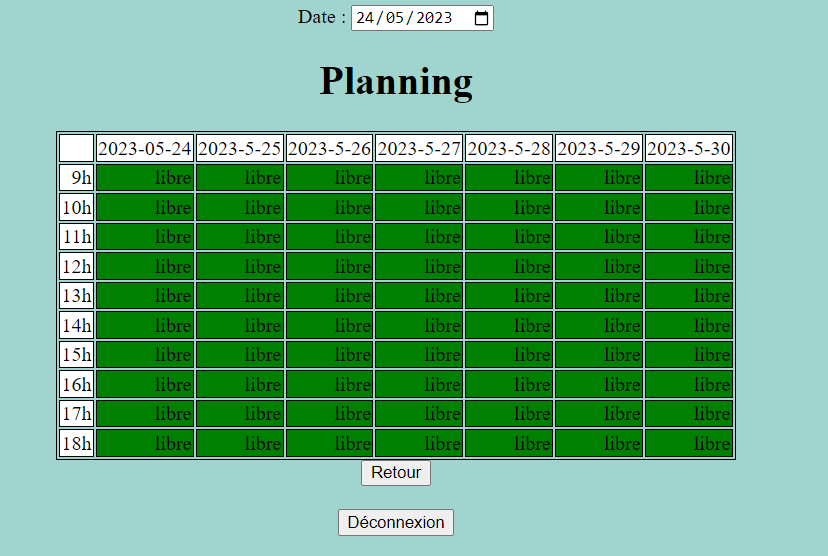 Date : 24/05/2023
Planning
2023-05-24 2023-5-25 2023-5-26 2023-5-27 2023-5-28 2023-5-29 2023-5-30
9h libre libre libre libre libre libre libre
10h libre libre libre libre libre libre libre
11h libre libre libre libre libre libre libre
12h libre libre libre libre libre libre libre
13h libre libre libre libre libre libre libre
14h libre libre libre libre libre libre libre
15h libre libre libre libre libre libre libre
16h libre libre libre libre libre libre libre
17h libre libre libre libre libre libre libre
18h libre libre libre libre libre libre libre
Retour
Déconnexion